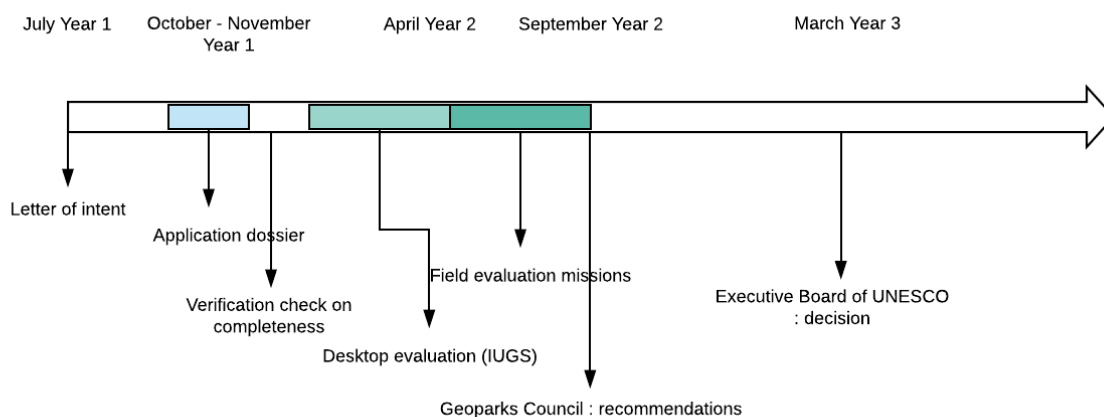 July Year 1
October - November
Year 1
April Year 2
September Year 2
March Year 3
Letter of intent
Application dossier
Verification check on
completeness
Desktop evaluation (IUGS)
Field evaluation missions
Geoparks Council : recommendations
Executive Board of UNESCO
: decision